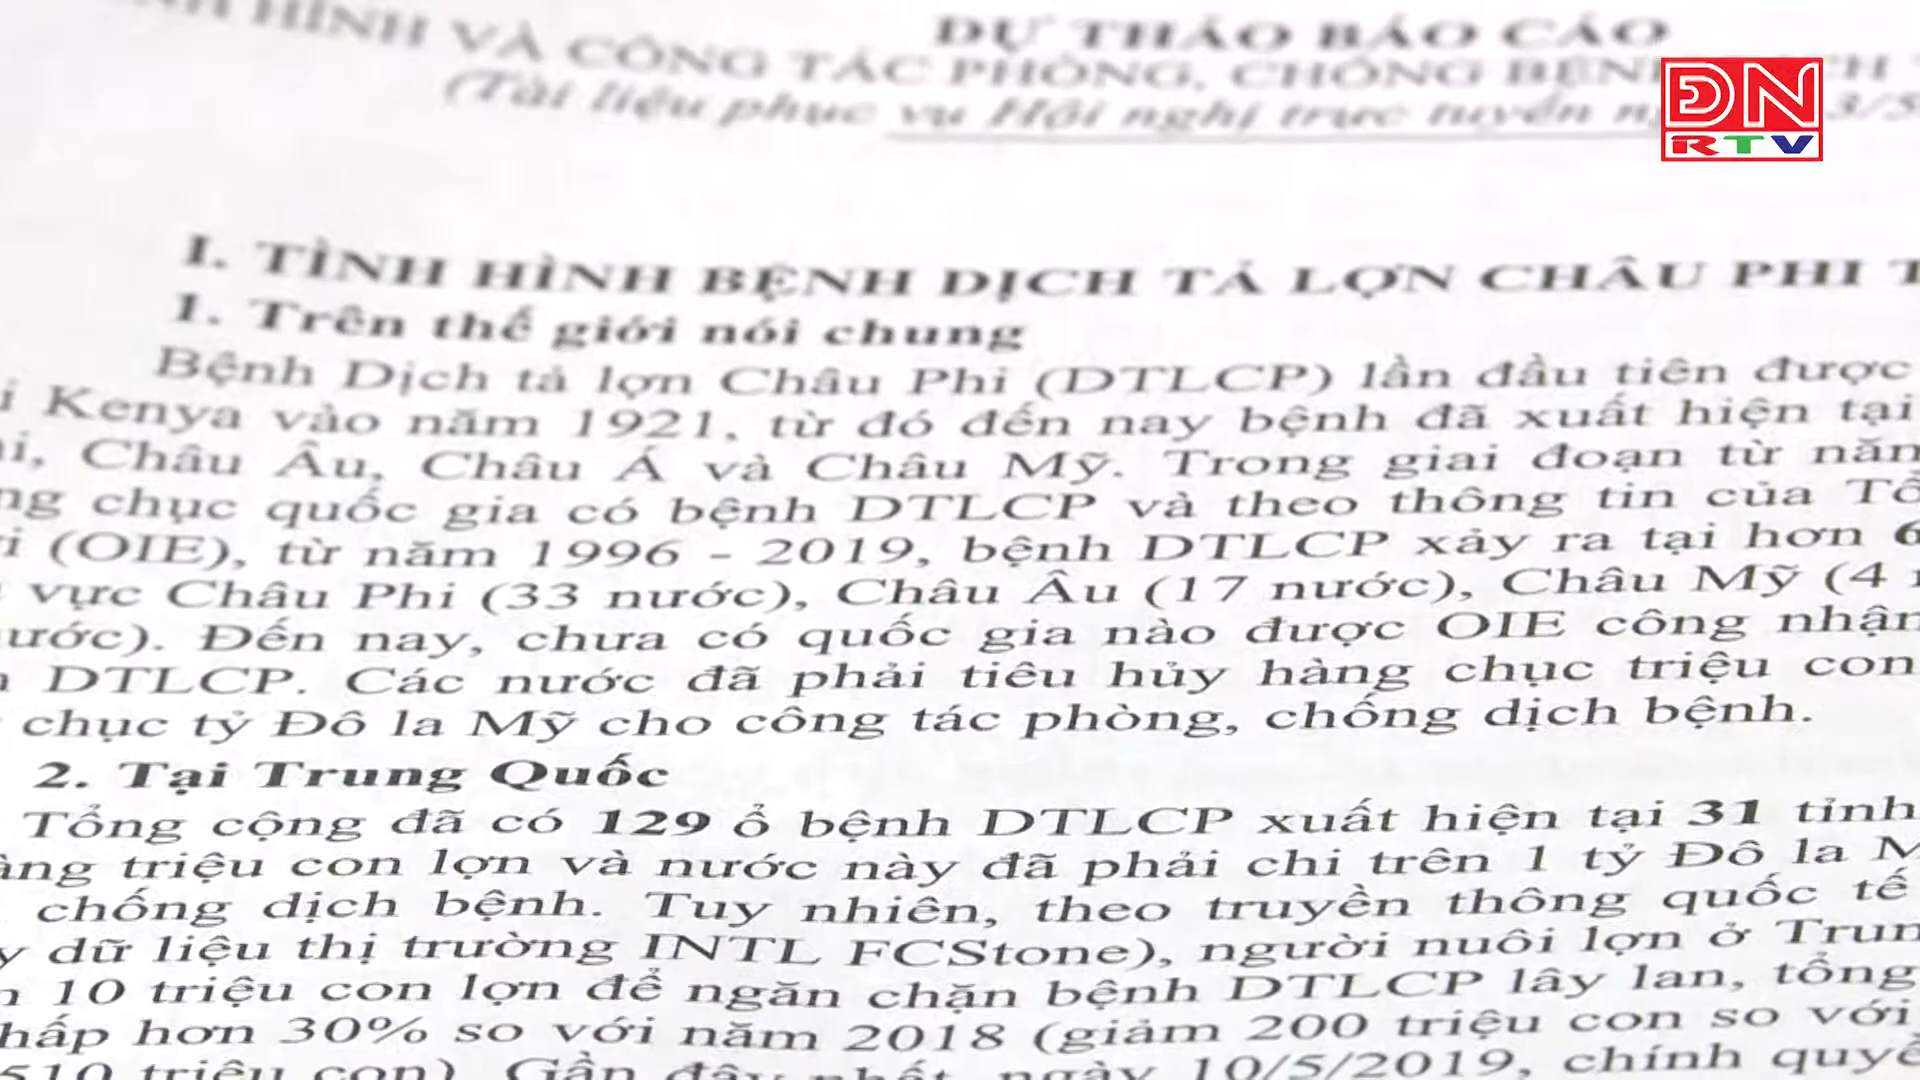 DỰ THẢO BÁO CÁO
HÌNH VÀ CÔNG TÁC PHÒNG, CHỐNG BỆNH
(Tài liệu phục vụ Hội nghị trực tuyến
ĐN
RTV
I. TÌNH HÌNH BỆNH DỊCH TẢ LỢN CHÂU PHI
1. Trên thế giới nói chung
Bệnh Dịch tả lợn Châu Phi (DTLCP) lần đầu tiên được
Kenya vào năm 1921, từ đó đến nay bệnh đã xuất hiện tại
Châu Âu, Châu Á và Châu Mỹ. Trong giai đoạn từ năm
chục quốc gia có bệnh DTLCP và theo thông tin của
(OIE), từ năm 1996 - 2019, bệnh DTLCP xảy ra tại hơn
vực Châu Phi (33 nước), Châu Âu (17 nước), Châu Mỹ (4
nước). Đến nay, chưa có quốc gia nào được OIE công nhận
DTLCP. Các nước đã phải tiêu hủy hàng chục triệu con
chục tỷ Đô la Mỹ cho công tác phòng, chống dịch bệnh.
2. Tại Trung Quốc
Tổng cộng đã có 129 ổ bệnh DTLCP xuất hiện tại 31 tỉnh
triệu con lợn và nước này đã phải chi trên 1 tỷ Đô la
chống dịch bệnh. Tuy nhiên, theo truyền thông quốc tế
dữ liệu thị trường INTL FCStone), người nuôi lợn ở
10 triệu con lợn để ngăn chặn bệnh DTLCP lây lan, tổng
hơn 30% so với năm 2018 (giảm 200 triệu con so với
510 triệu con). Gần đây nhất, ngày 10/5/2019, chính